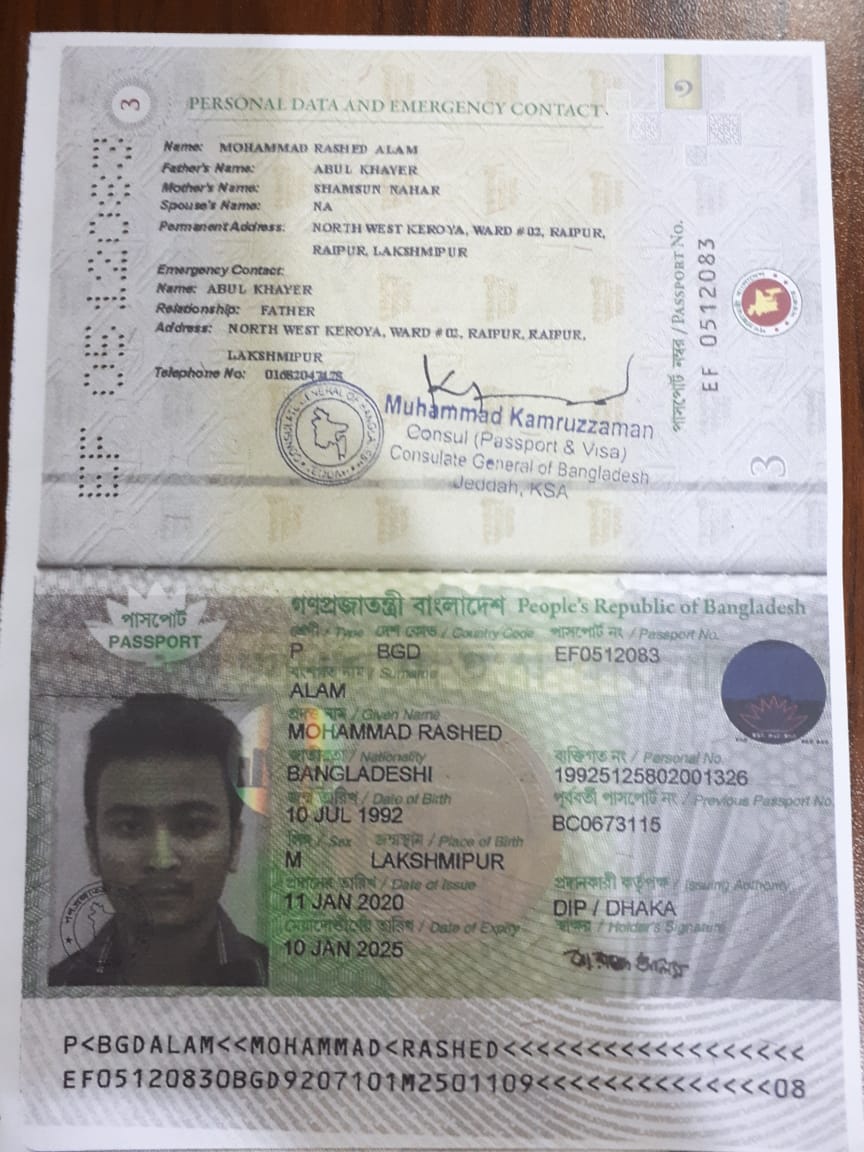 3
PERSONAL DATA AND EMERGENCY CONTACT
Name: MOHAMMAD RASHED ALAM
Father's Name: ABUL KHAYER
Mother's Name: SHAMSUN NAHAR
Spouse's Name: NA
Permanent Address: NORTH WEST KEROYA, WARD # 02, RAIPUR,
RAIPUR, LAKSHMIPUR
Emergency Contact:
Name: ABUL KHAYER
Relationship: FATHER
Address: NORTH WEST KEROYA, WARD # 02, RAIPUR, RAIPUR,
LAKSHMIPUR
Telephone No:
CONSULATE GENERAL OF BANGLADESH
JEDDAH
Muhammad Kamruzzaman
Consul (Passport & Visa)
Consulate General of Bangladesh
Jeddah, KSA
EF 0512083
পাসপোর্ট নম্বর / PASSPORT No.
EF 0512083
3
পাসপোর্ট
PASSPORT
গণপ্রজাতন্ত্রী বাংলাদেশ People's Republic of Bangladesh
শ্রেণী / Type দেশ কোড / Country Code পাসপোর্ট নং / Passport No.
P BGD EF0512083
বংশগত নাম / Surname
ALAM
প্রদত্ত নাম / Given Name
MOHAMMAD RASHED
জাতীয়তা / Nationality ব্যক্তিগত নং / Personal No.
BANGLADESHI 19925125802001326
জন্ম তারিখ / Date of Birth পূর্ববর্তী পাসপোর্ট নং / Previous Passport No.
10 JUL 1992 BC0673115
লিঙ্গ / Sex জন্মস্থান / Place of Birth
M LAKSHMIPUR
প্রদানের তারিখ / Date of Issue প্রদানকারী কর্তৃপক্ষ / Issuing Authority
11 JAN 2020 DIP / DHAKA
মেয়াদোত্তীর্ণের তারিখ / Date of Expiry স্বাক্ষর / Holder's Signature
10 JAN 2025
P<BGDALAM<<MOHAMMAD<RASHED<<<<<<<<<<<<<<<<<<
EF05120830BGD9207101M2501109<<<<<<<<<<<<<<08